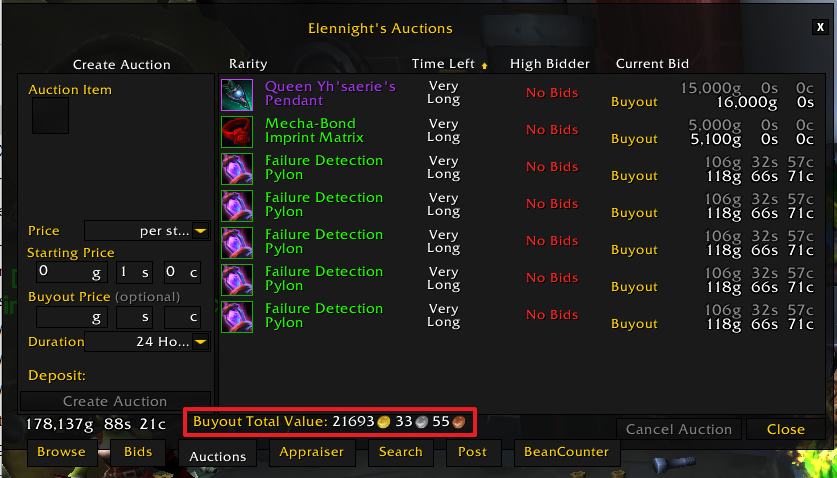 Elennight's Auctions
X
Create Auction
Rarity Time Left High Bidder Current Bid
Auction Item
Queen Yh'saerie's Pendant Very Long No Bids 15,000g 0s 0c
Buyout 16,000g 0s
Mecha-Bond Imprint Matrix Very Long No Bids 5,000g 0s 0c
Buyout 5,100g 0s 0c
Failure Detection Pylon Very Long No Bids 106g 32s 57c
Buyout 118g 66s 71c
Failure Detection Pylon Very Long No Bids 106g 32s 57c
Buyout 118g 66s 71c
Failure Detection Pylon Very Long No Bids 106g 32s 57c
Buyout 118g 66s 71c
Failure Detection Pylon Very Long No Bids 106g 32s 57c
Buyout 118g 66s 71c
Failure Detection Pylon Very Long No Bids 106g 32s 57c
Buyout 118g 66s 71c
Price per st...
Starting Price
0 g 1 s 0 c
Buyout Price (optional)
g s c
Duration 24 Ho...
Deposit:
Create Auction
178,137g 88s 21c
Buyout Total Value: 21693 33 55
Cancel Auction Close
Browse Bids Auctions Appraiser Search Post BeanCounter